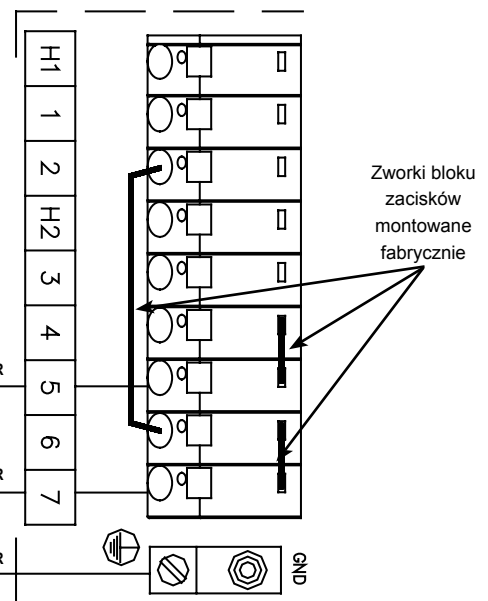 H1
1
2
H2
3
4
5
6
7
Zworki bloku
zacisków
montowane
fabrycznie
R
R
R
GND